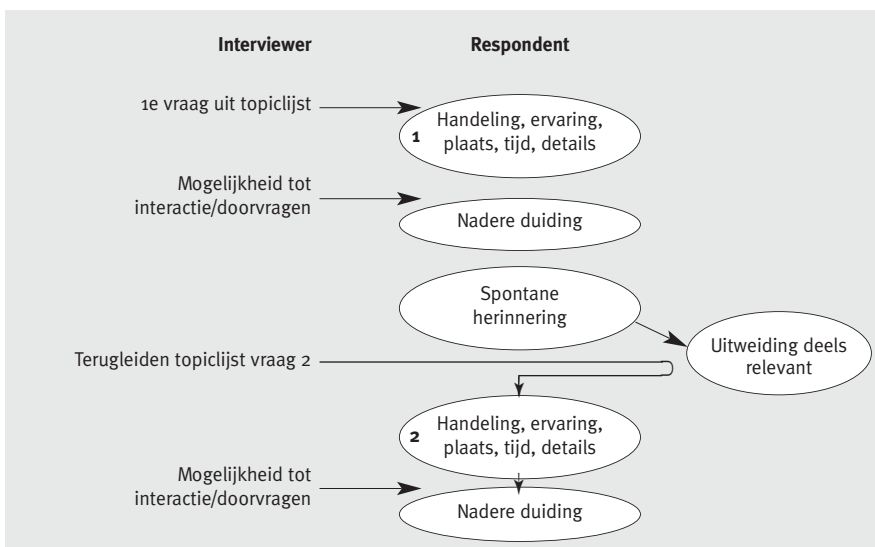 Interviewer
Respondent
1e vraag uit topiclijst
1
Handeling, ervaring,
plaats, tijd, details
Mogelijkheid tot
interactie/doorvragen
Nadere duiding
Spontane
herinnering
Uitweiding deels
relevant
Terugleiden topiclijst vraag 2
2
Handeling, ervaring,
plaats, tijd, details
Mogelijkheid tot
interactie/doorvragen
Nadere duiding